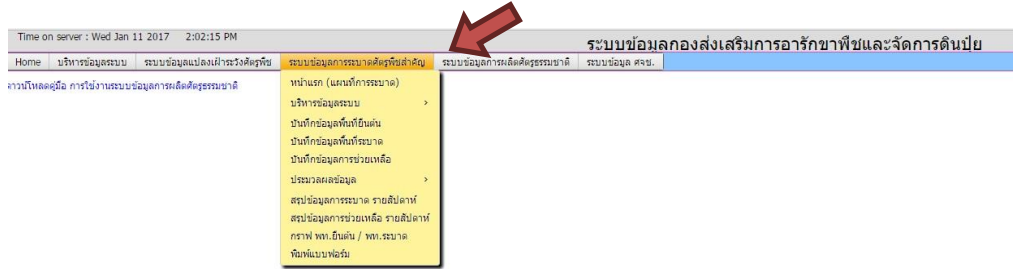 Time on server : Wed Jan 11 2017 2:02:15 PM
ระบบข้อมูลกองส่งเสริมการอารักขาพืชและจัดการดินปุ๋ย
Home บริหารข้อมูลระบบ ระบบข้อมูลแปลงเฝ้าระวังศัตรูพืช ระบบข้อมูลการระบาดศัตรูพืชสำคัญ ระบบข้อมูลการผลิตศัตรูธรรมชาติ ระบบข้อมูล ศจช.
ดาวน์โหลดคู่มือ การใช้งานระบบข้อมูลการผลิตศัตรูธรรมชาติ
หน้าแรก (แผนที่การระบาด)
บริหารข้อมูลระบบ >
บันทึกข้อมูลพื้นที่ยืนต้น
บันทึกข้อมูลพื้นที่ระบาด
บันทึกข้อมูลการช่วยเหลือ
ประมวลผลข้อมูล >
สรุปข้อมูลการระบาด รายสัปดาห์
สรุปข้อมูลการช่วยเหลือ รายสัปดาห์
กราฟ พท.ยืนต้น / พท.ระบาด
พิมพ์แบบฟอร์ม